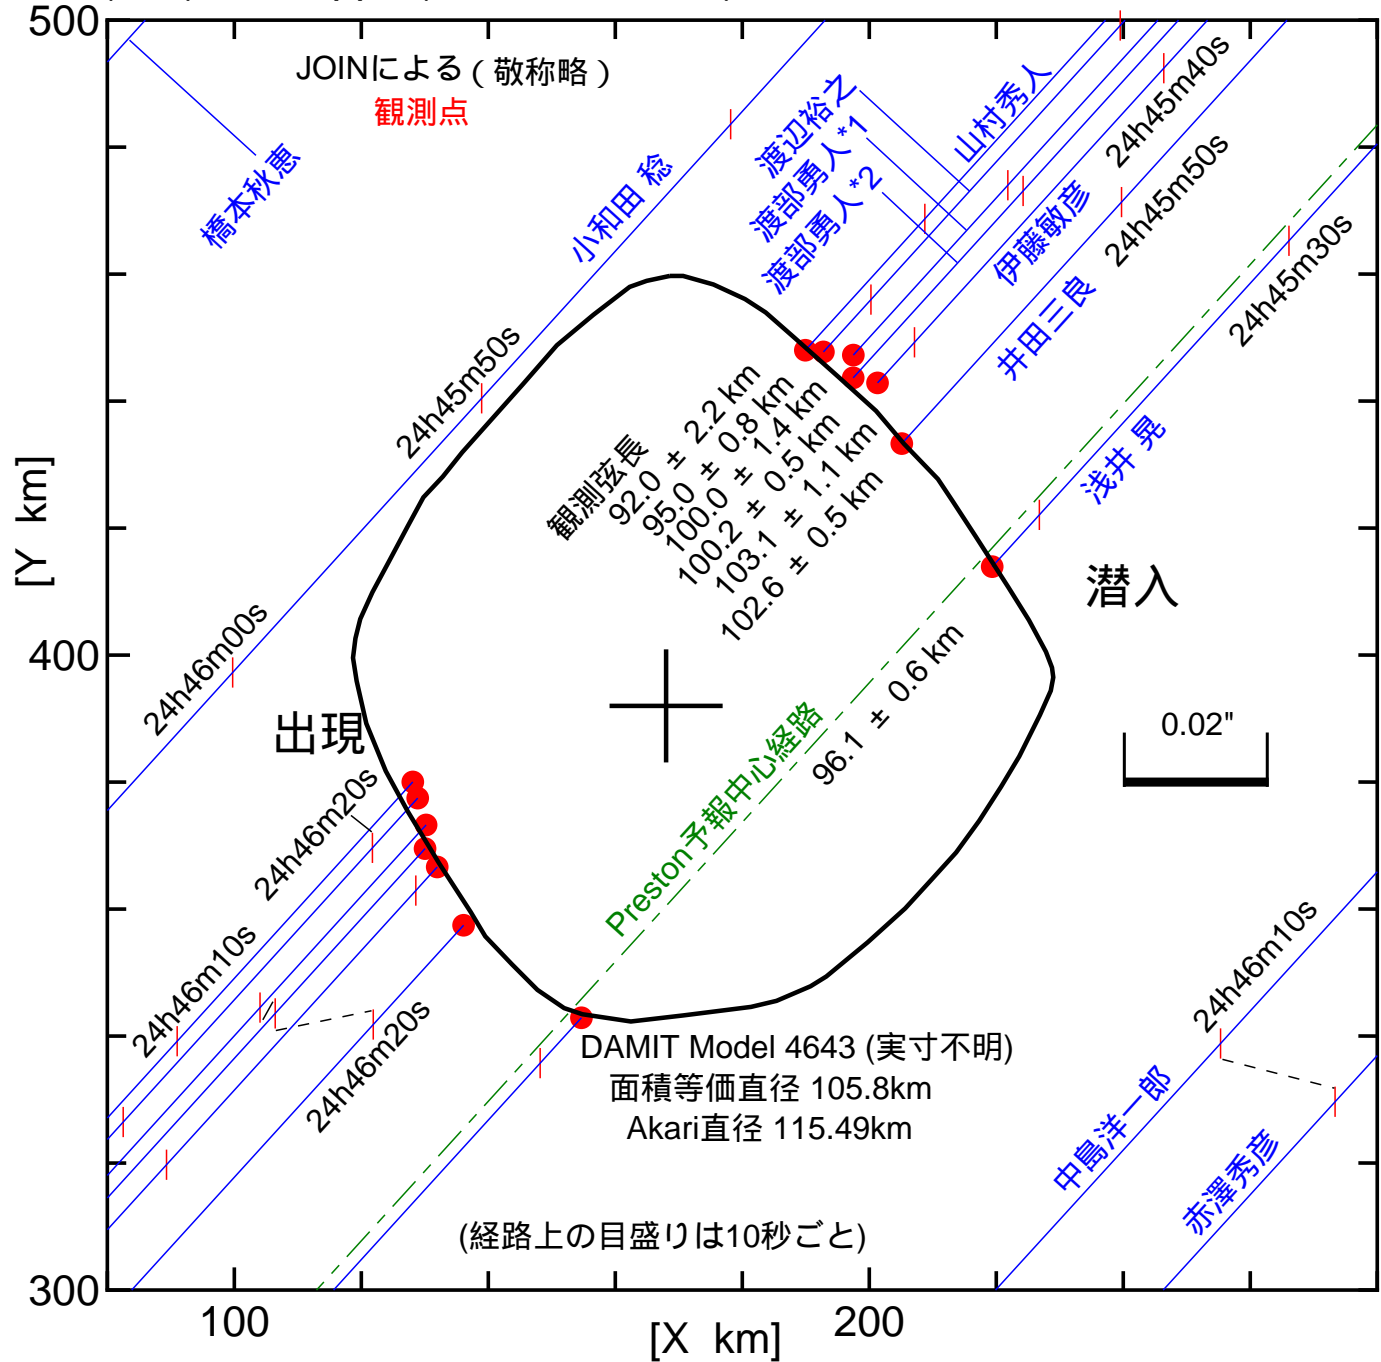 500
JOINによる ( 敬称略 )
観測点
橋本秋恵
小和田 稔
渡辺裕之
渡部勇人*1
渡部勇人*2
山村秀人
伊藤敏彦
井田三良
浅井 晃
24h45m40s
24h45m50s
24h45m30s
24h45m50s
24h46m00s
観測弦長
92.0 ± 2.2 km
95.0 ± 0.8 km
100.0 ± 1.4 km
100.2 ± 0.5 km
103.1 ± 1.1 km
102.6 ± 0.5 km
96.1 ± 0.6 km
[Y km]
潜入
400
出現
0.02"
Preston予報中心経路
24h46m20s
24h46m10s
24h46m20s
24h46m10s
DAMIT Model 4643 (実寸不明)
面積等価直径 105.8km
Akari直径 115.49km
中島洋一郎
赤澤秀彦
(経路上の目盛りは10秒ごと)
300
100
200
[X km]